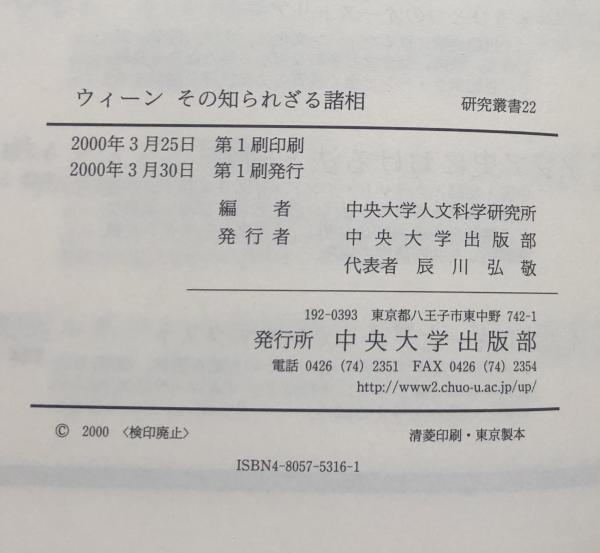 ウィーン その知られざる諸相 研究叢書22
2000年3月25日 第1刷印刷
2000年3月30日 第1刷発行
編者 中央大学人文科学研究所
発行者 中央大学出版部
代表者 辰川弘敬
192-0393 東京都八王子市東中野 742-1
発行所 中央大学出版部
電話 0426 (74) 2351 FAX 0426 (74) 2354
http://www2.chuo-u.ac.jp/up/
© 2000 〈検印廃止〉 清菱印刷・東京製本
ISBN4-8057-5316-1